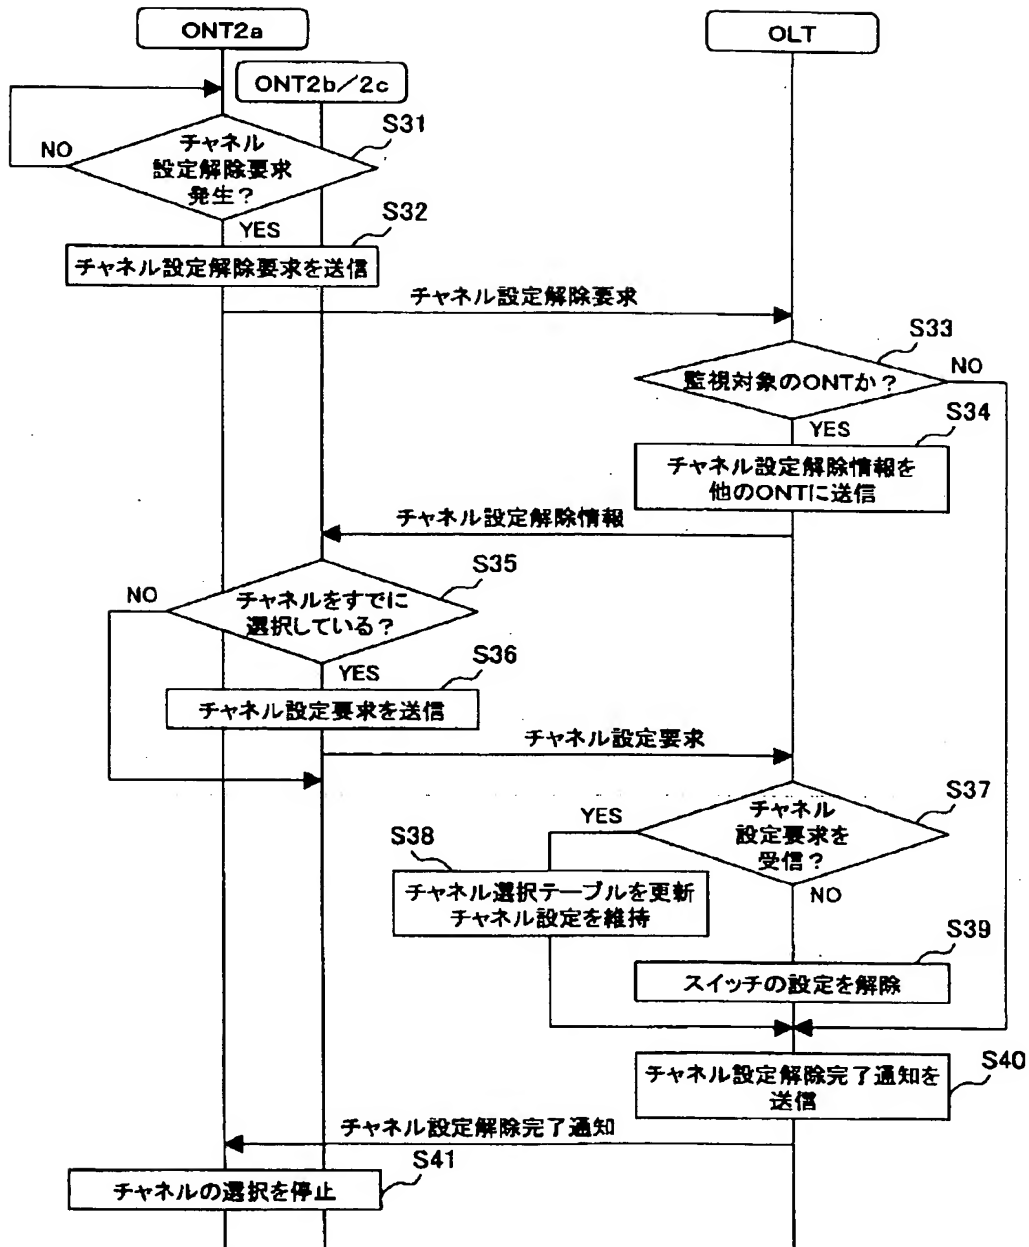 ONT2a
OLT
ONT2b／2c
S31
チャネル
設定解除要求
発生？
NO
YES
S32
チャネル設定解除要求を送信
チャネル設定解除要求
S33
監視対象のONTか？
NO
YES
S34
チャネル設定解除情報を
他のONTに送信
チャネル設定解除情報
S35
NO
チャネルをすでに
選択している？
YES
S36
チャネル設定要求を送信
チャネル設定要求
S37
チャネル
設定要求を
受信？
YES
NO
S38
チャネル選択テーブルを更新
チャネル設定を維持
S39
スイッチの設定を解除
S40
チャネル設定解除完了通知を
送信
チャネル設定解除完了通知
S41
チャネルの選択を停止